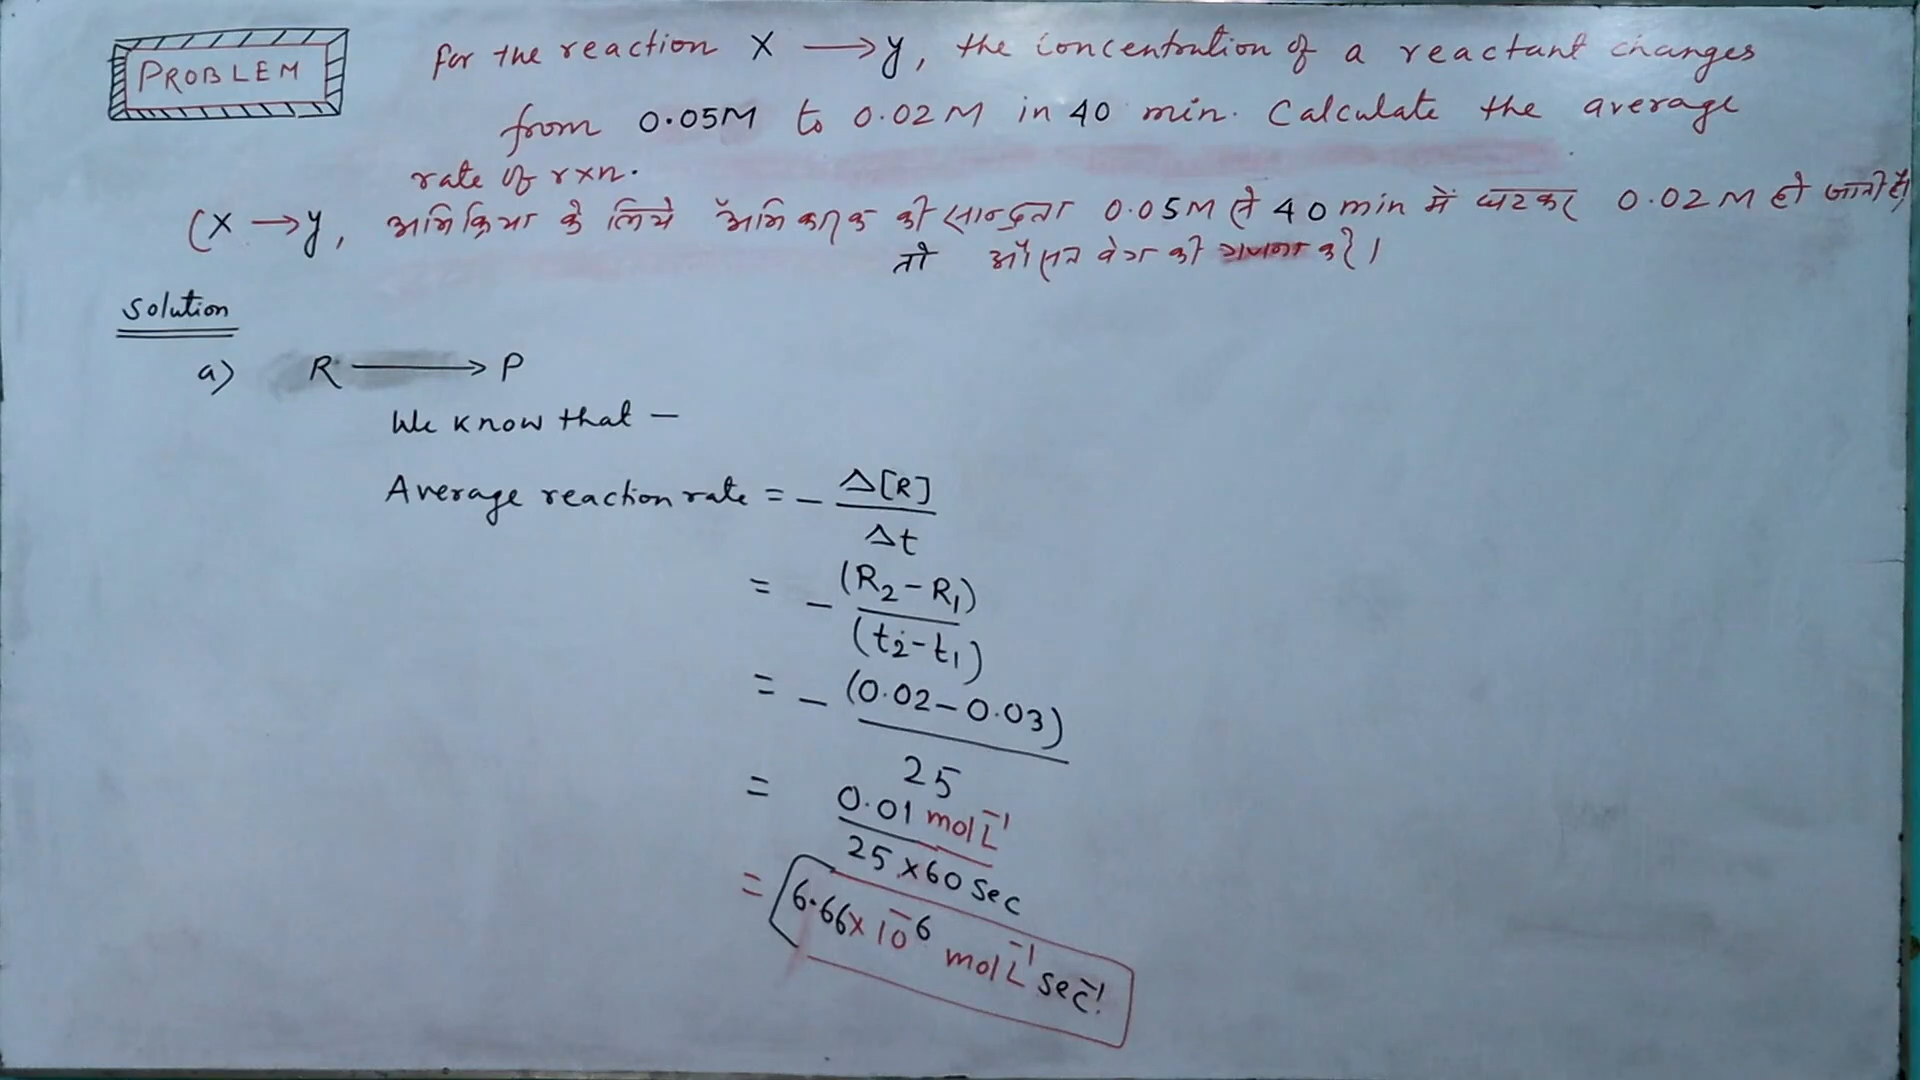 PROBLEM
for the reaction X ⟶ y, the concentration of a reactant changes
from 0.05M to 0.02M in 40 min. Calculate the average
rate of rxn.
(X → y, अभिक्रिया के लिये अभिकारक की सान्द्रता 0.05M से 40 min में घटकर 0.02M हो जाती है,
तो औसत वेग की गणना करें।
Solution
a) R ⟶ P
We know that —
Average reaction rate = - Δ[R] / Δt
= - (R₂ - R₁) / (t₂ - t₁)
= - (0.02 - 0.03) / 25
= 0.01 mol L⁻¹ / 25 × 60 Sec
= 6.66 × 10⁻⁶ mol L⁻¹ sec⁻¹